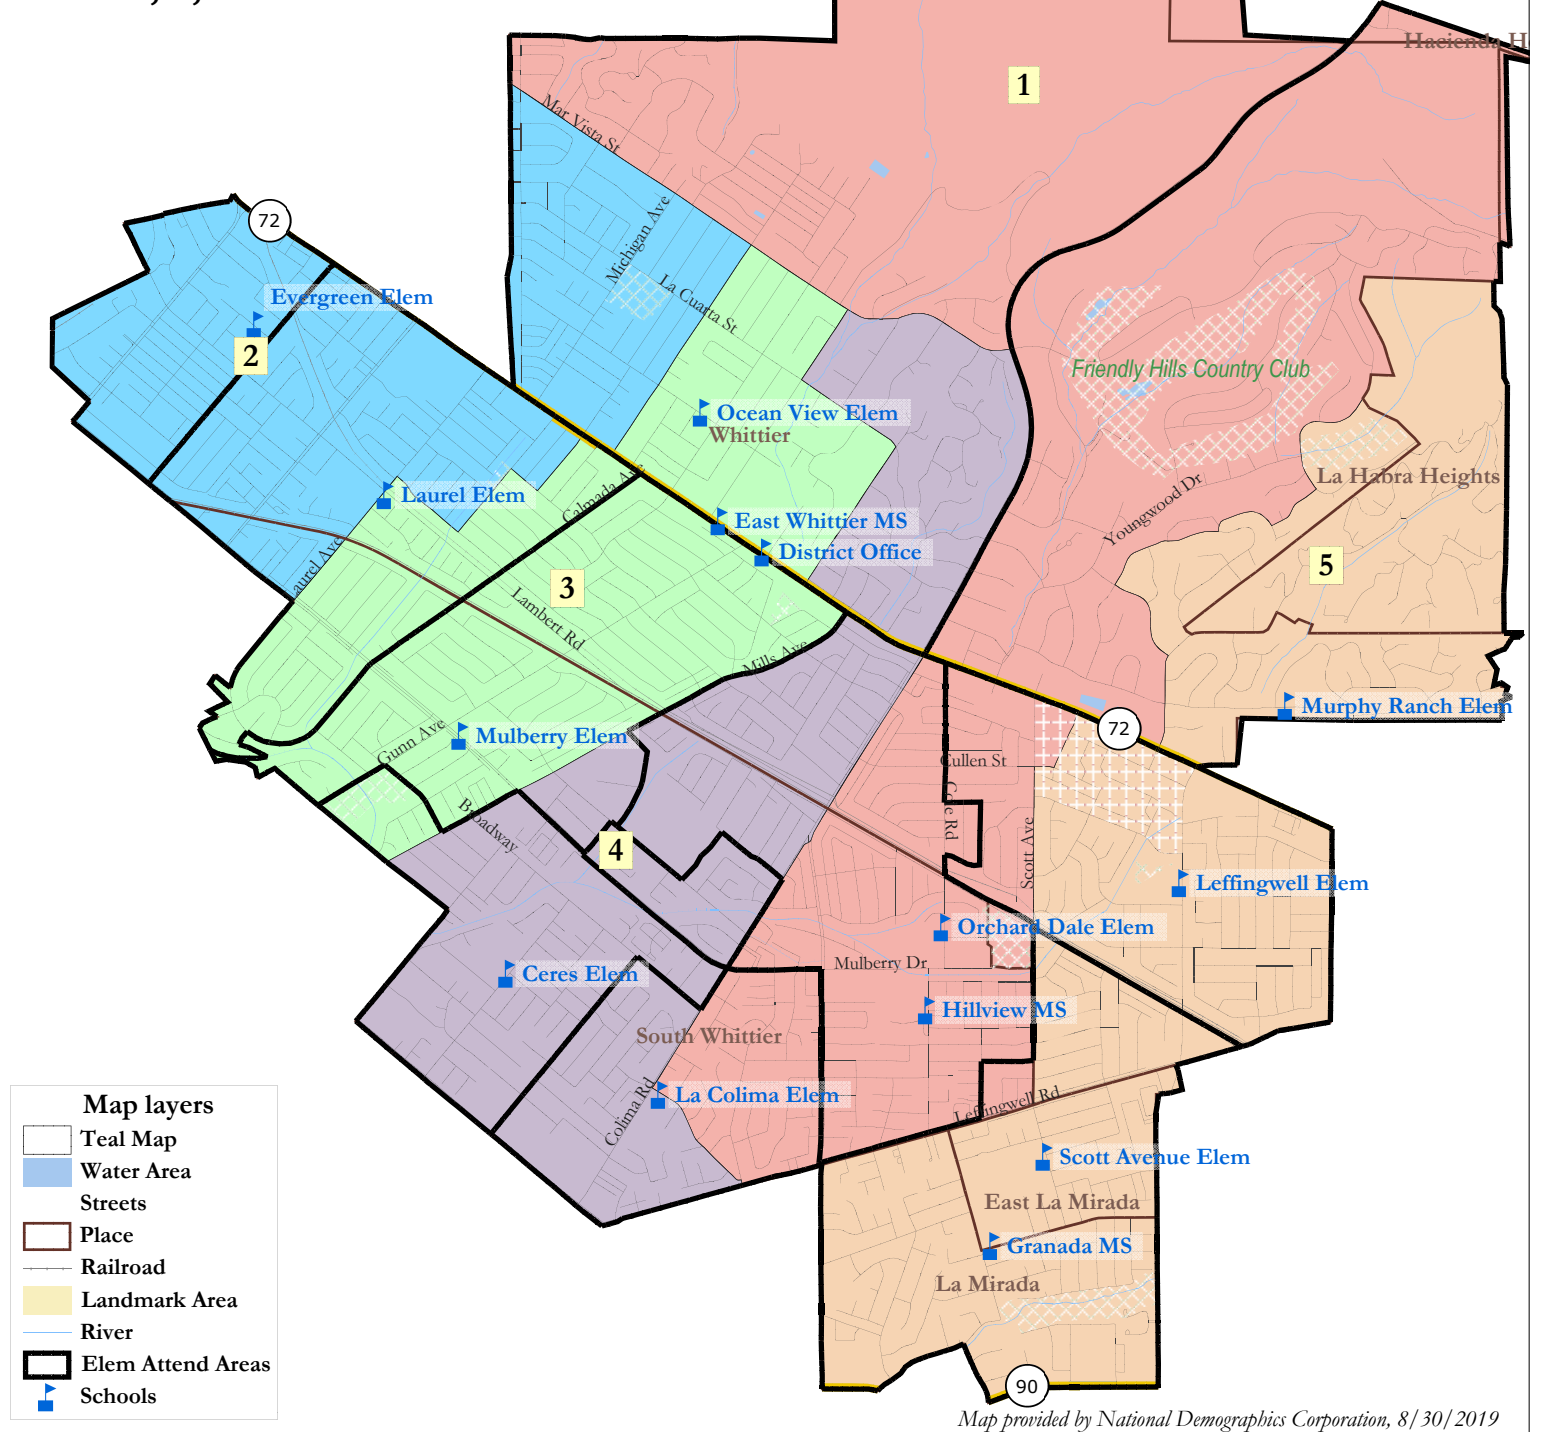 Hacienda H
1
Mar Vista St
72
Michigan Ave
Evergreen Elem
La Cuarta St
2
Friendly Hills Country Club
Ocean View Elem
Whittier
La Habra Heights
Laurel Elem
Calmada Ave
Youngwood Dr
East Whittier MS
District Office
aurel Ave
3
5
Lambert Rd
Mills Ave
Murphy Ranch Elem
Gunn Ave
Mulberry Elem
72
Cullen St
Broadway
Cole Rd
4
Scott Ave
Leffingwell Elem
Orchard Dale Elem
Mulberry Dr
Ceres Elem
Hillview MS
South Whittier
La Colima Elem
Colima Rd
Leffingwell Rd
Scott Avenue Elem
East La Mirada
Granada MS
La Mirada
90
Map layers
Teal Map
Water Area
Streets
Place
Railroad
Landmark Area
River
Elem Attend Areas
Schools
Map provided by National Demographics Corporation, 8/30/2019